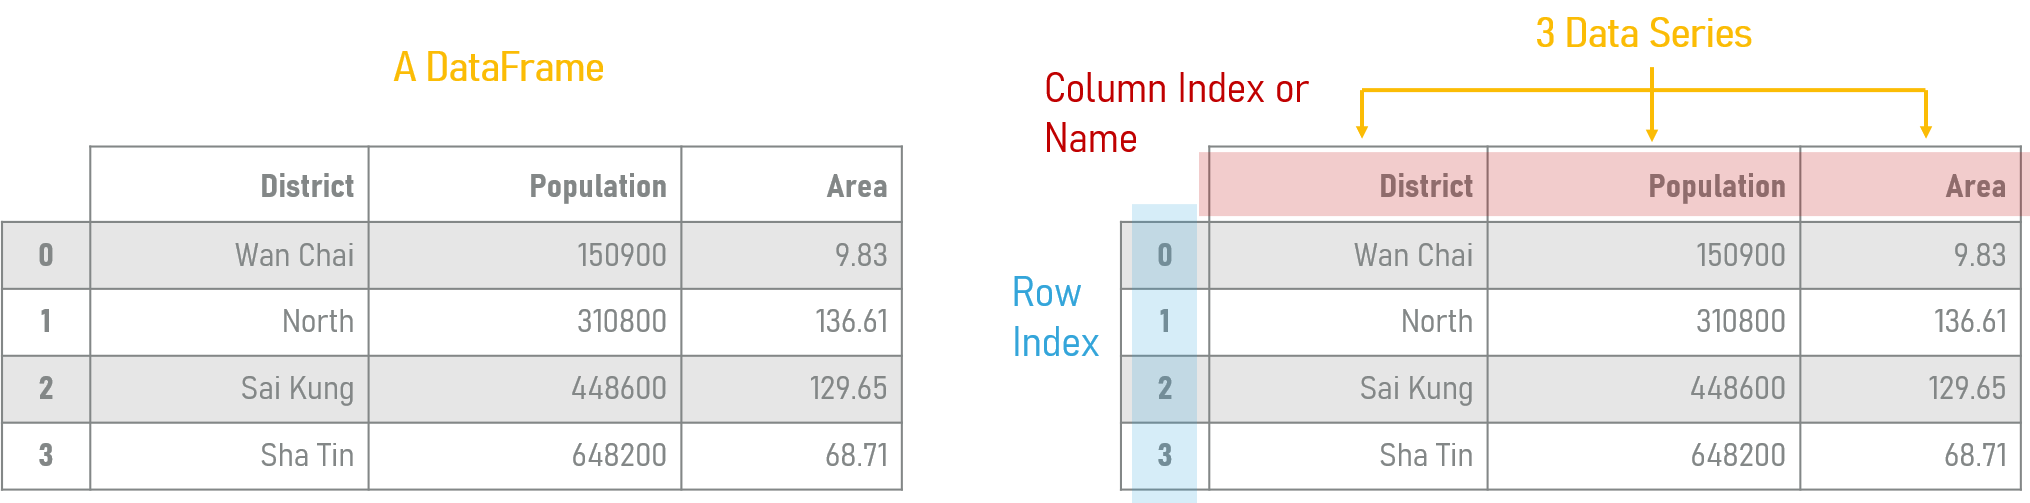 A DataFrame
District Population Area
0 Wan Chai 150900 9.83
1 North 310800 136.61
2 Sai Kung 448600 129.65
3 Sha Tin 648200 68.71
3 Data Series
Column Index or
Name
District Population Area
Row
Index
0 Wan Chai 150900 9.83
1 North 310800 136.61
2 Sai Kung 448600 129.65
3 Sha Tin 648200 68.71